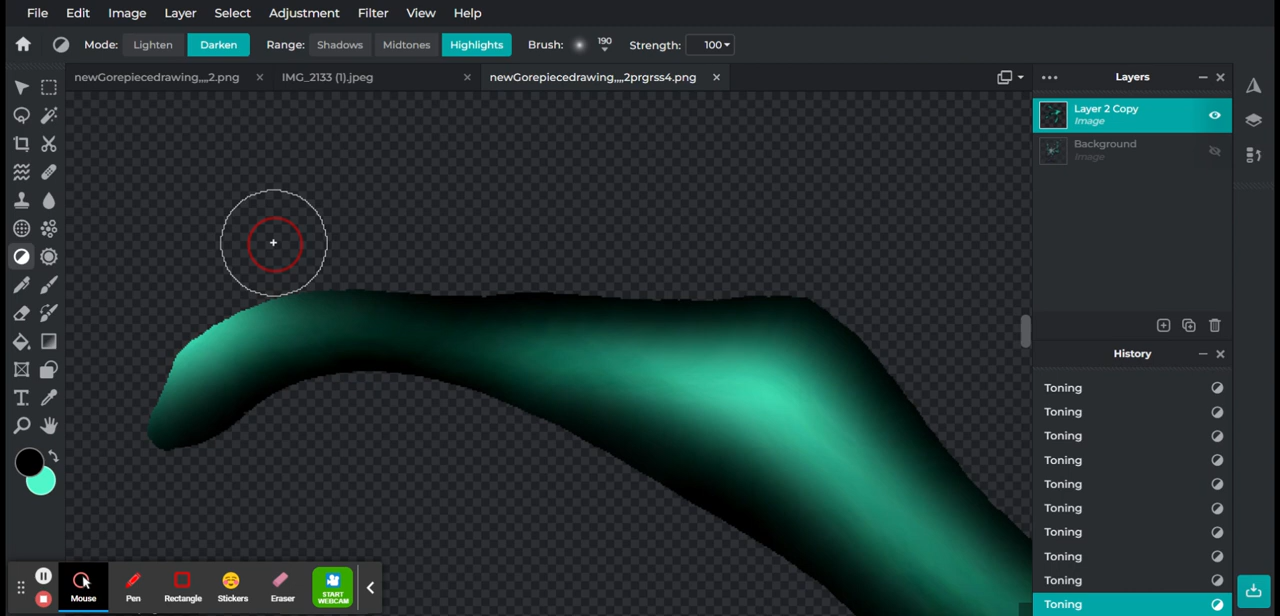 File Edit Image Layer Select Adjustment Filter View Help
Mode: Lighten Darken Range: Shadows Midtones Highlights Brush: 190 Strength: 100
newGorepiecedrawing,,,,2.png IMG_2133 (1).jpeg newGorepiecedrawing,,,,2prgrss4.png
Layers
Layer 2 Copy
Image
Background
Image
History
Toning
Toning
Toning
Toning
Toning
Toning
Toning
Toning
Toning
Toning
Mouse Pen Rectangle Stickers Eraser START
WEBCAM